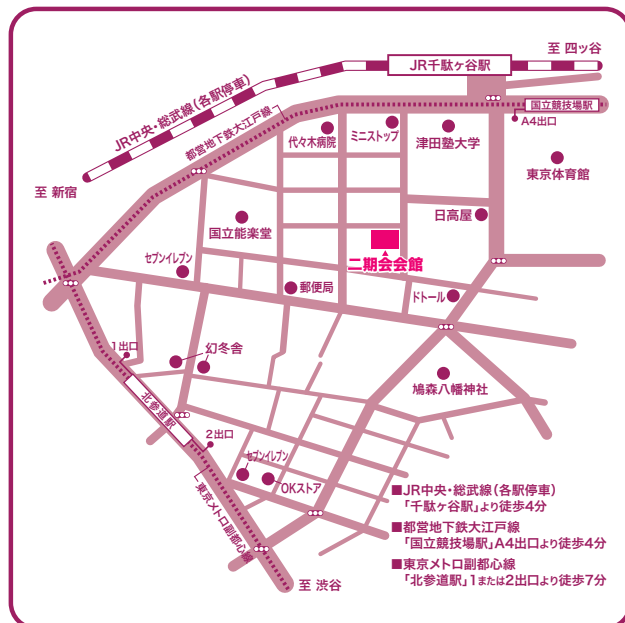 至 四ッ谷
JR千駄ヶ谷駅
JR中央・総武線(各駅停車)
国立競技場駅
A4出口
都営地下鉄大江戸線
代々木病院
ミニストップ
津田塾大学
東京体育館
至 新宿
日高屋
国立能楽堂
セブンイレブン
二期会会館
郵便局
ドトール
1出口
幻冬舎
鳩森八幡神社
北参道駅
2出口
セブンイレブン
OKストア
東京メトロ副都心線
至 渋谷
■JR中央・総武線(各駅停車)
「千駄ヶ谷駅」より徒歩4分
■都営地下鉄大江戸線
「国立競技場駅」A4出口より徒歩4分
■東京メトロ副都心線
「北参道駅」1または2出口より徒歩7分